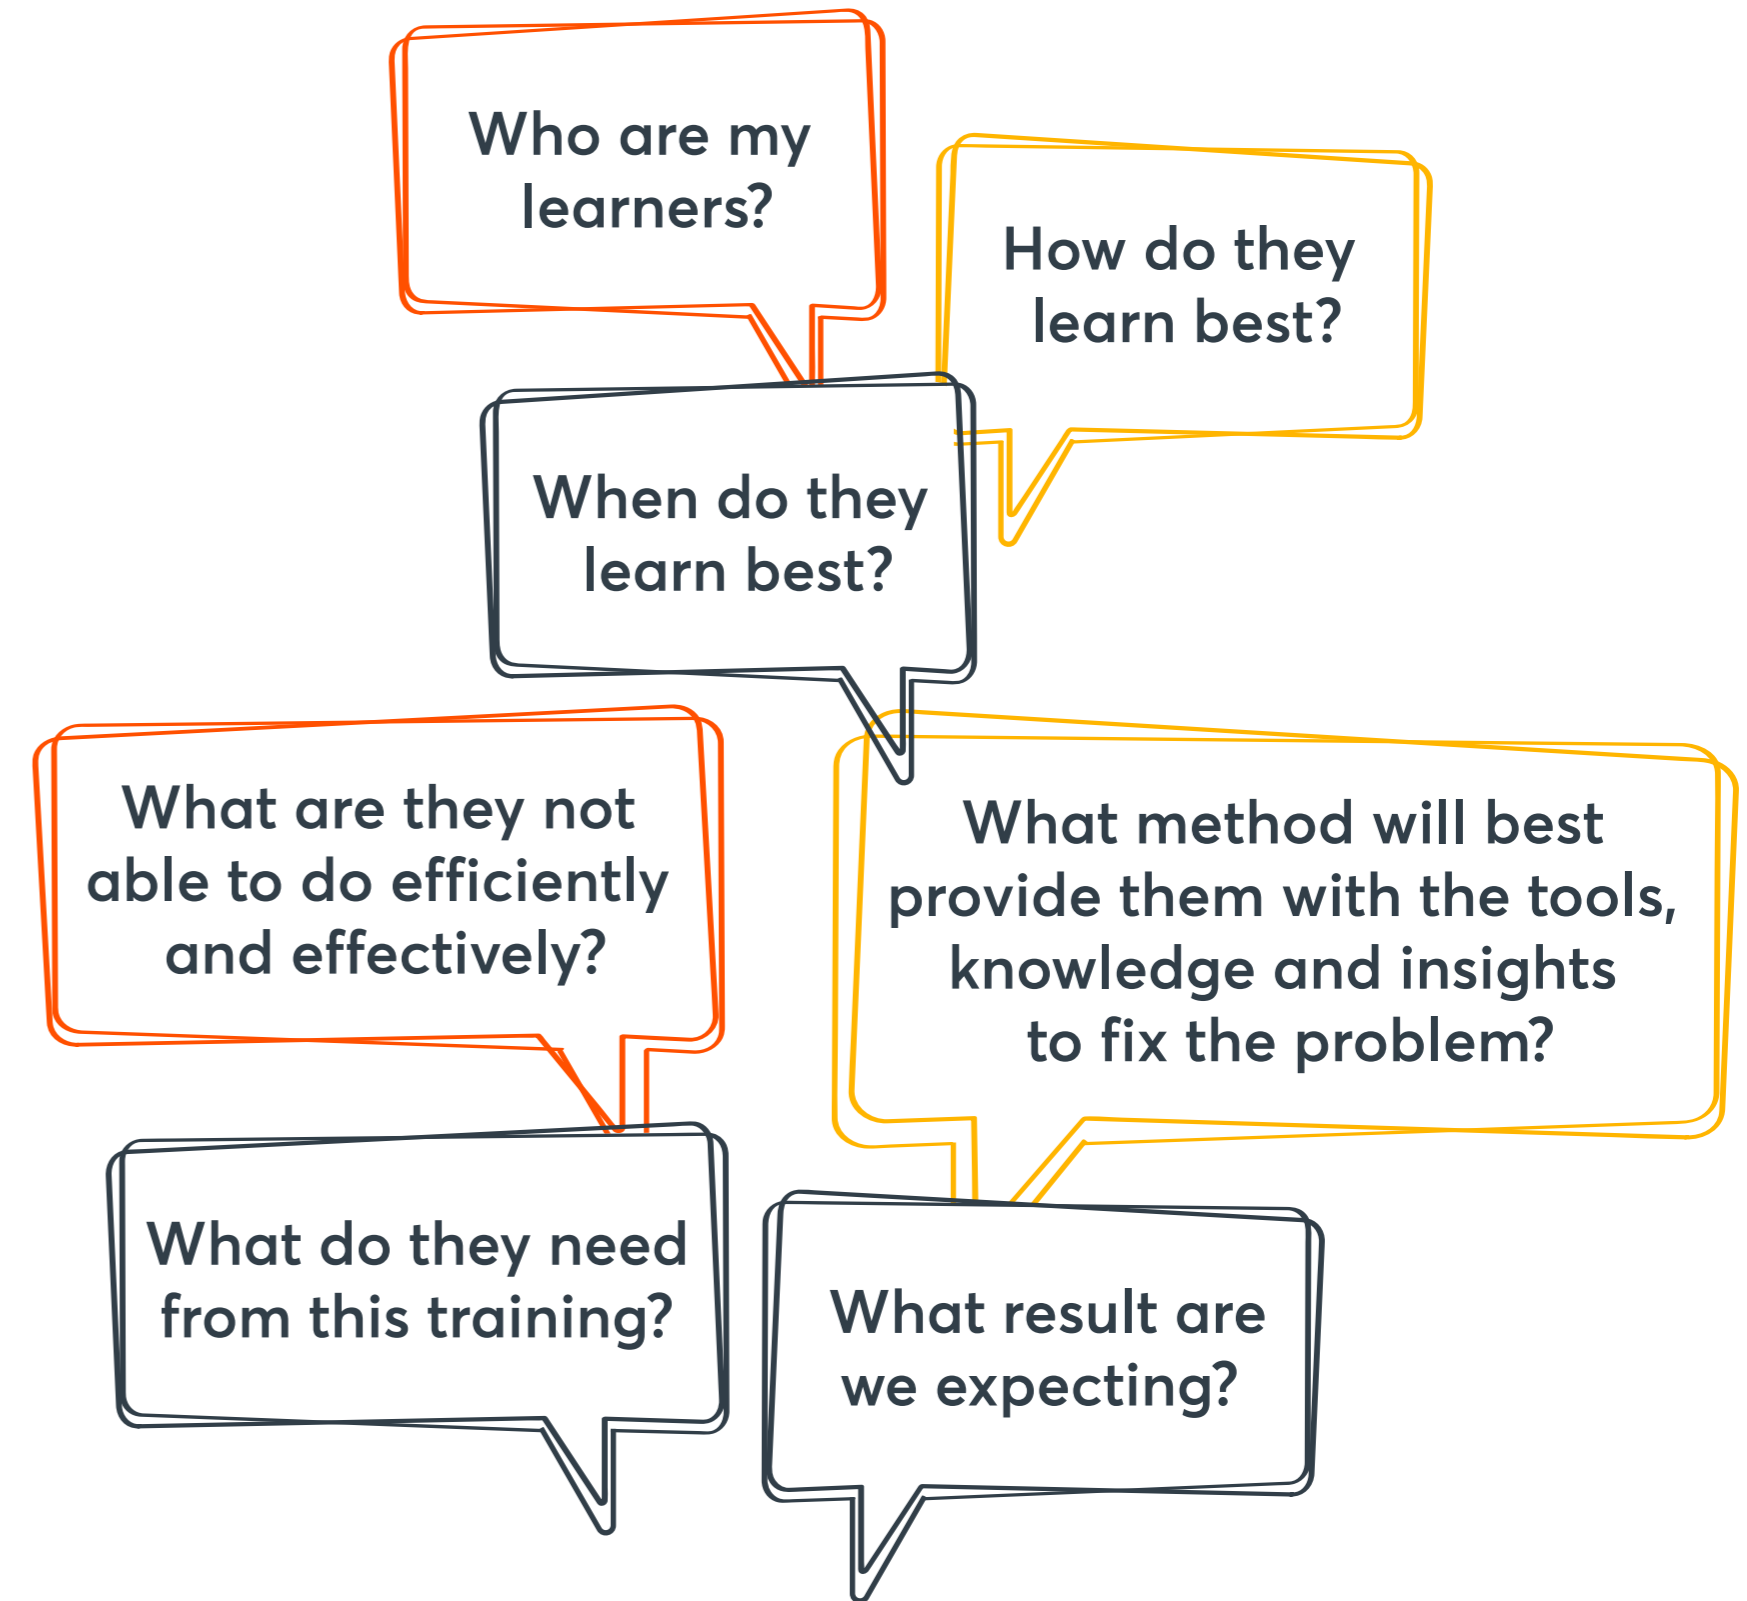 Who are my
learners?
How do they
learn best?
When do they
learn best?
What are they not
able to do efficiently
and effectively?
What method will best
provide them with the tools,
knowledge and insights
to fix the problem?
What do they need
from this training?
What result are
we expecting?